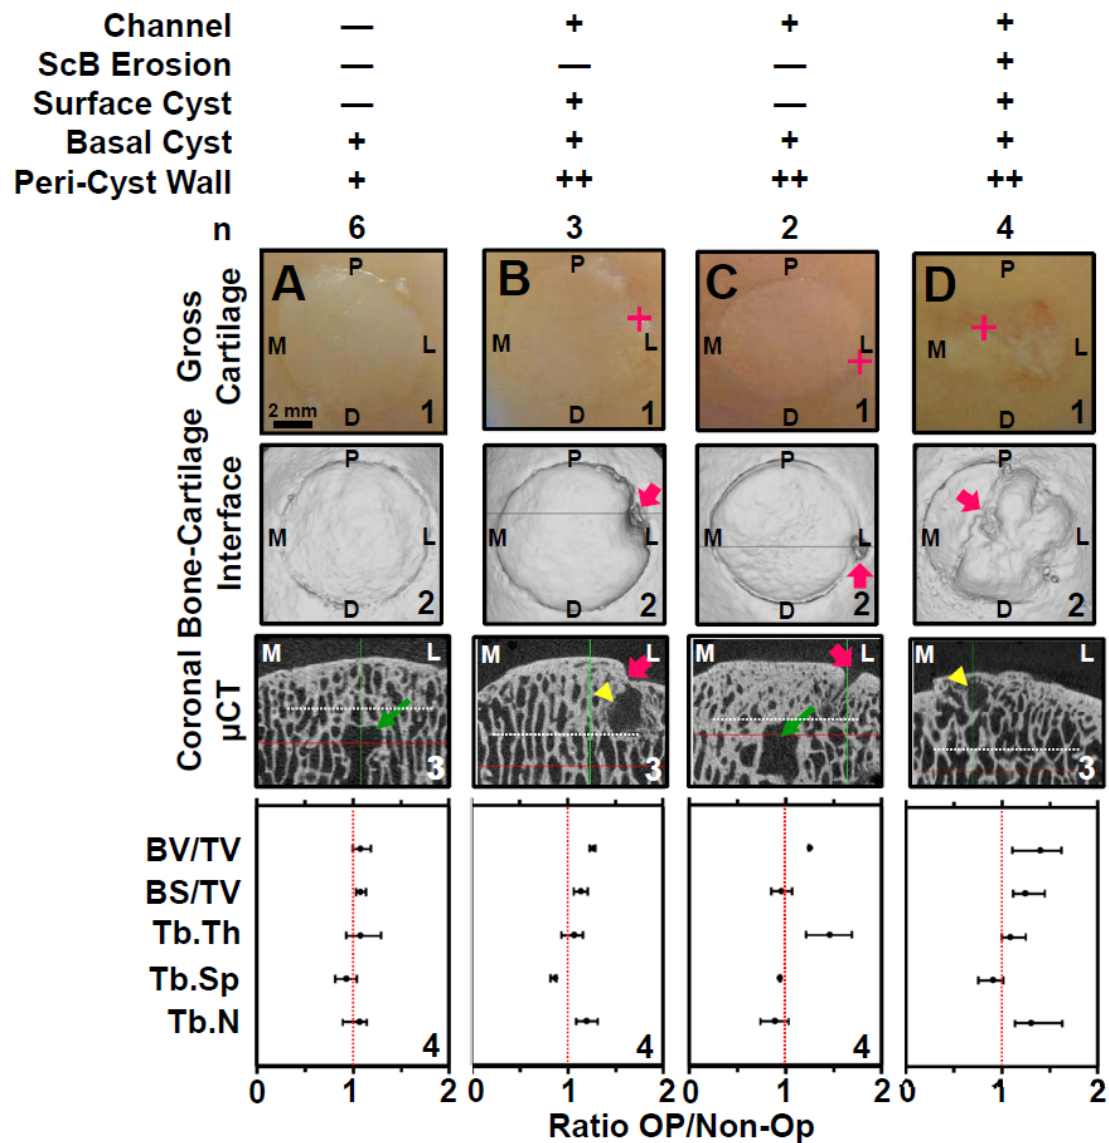 Channel — + + +
ScB Erosion — — — +
Surface Cyst — + — +
Basal Cyst + + + +
Peri-Cyst Wall + ++ ++ ++
n 6 3 2 4
Gross Cartilage
A P M L D 2 mm 1
B P L D 1
C P M L D 1
D P M L D 1
Bone-Cartilage Interface
P M L D 2
P M L D 2
P M L D 2
P M L D 2
Coronal µCT
M L 3
M L 3
M L
M L 3
BV/TV
BS/TV
Tb.Th
Tb.Sp
Tb.N
4 4 4
0 1 2 0 1 2 0 1 2 0 1 2
Ratio OP/Non-Op